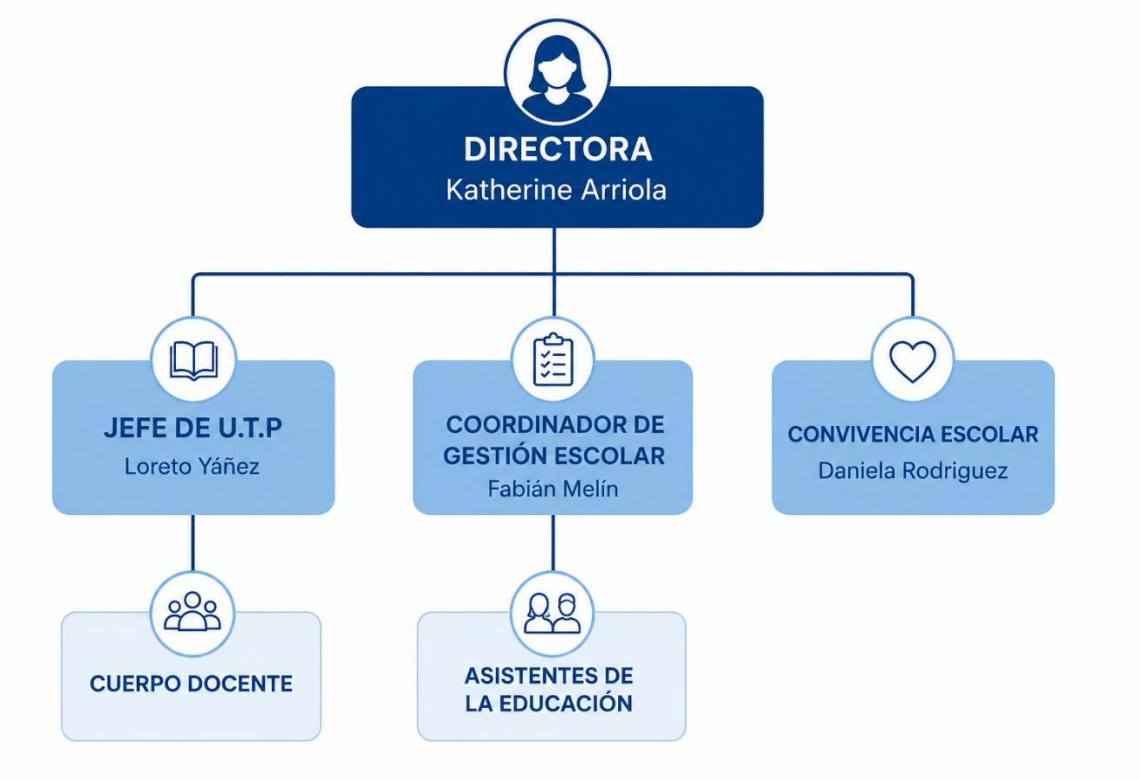 DIRECTORA
Katherine Arriola
JEFE DE U.T.P
Loreto Yáñez
COORDINADOR DE
GESTIÓN ESCOLAR
Fabián Melín
CONVIVENCIA ESCOLAR
Daniela Rodriguez
CUERPO DOCENTE
ASISTENTES DE
LA EDUCACIÓN